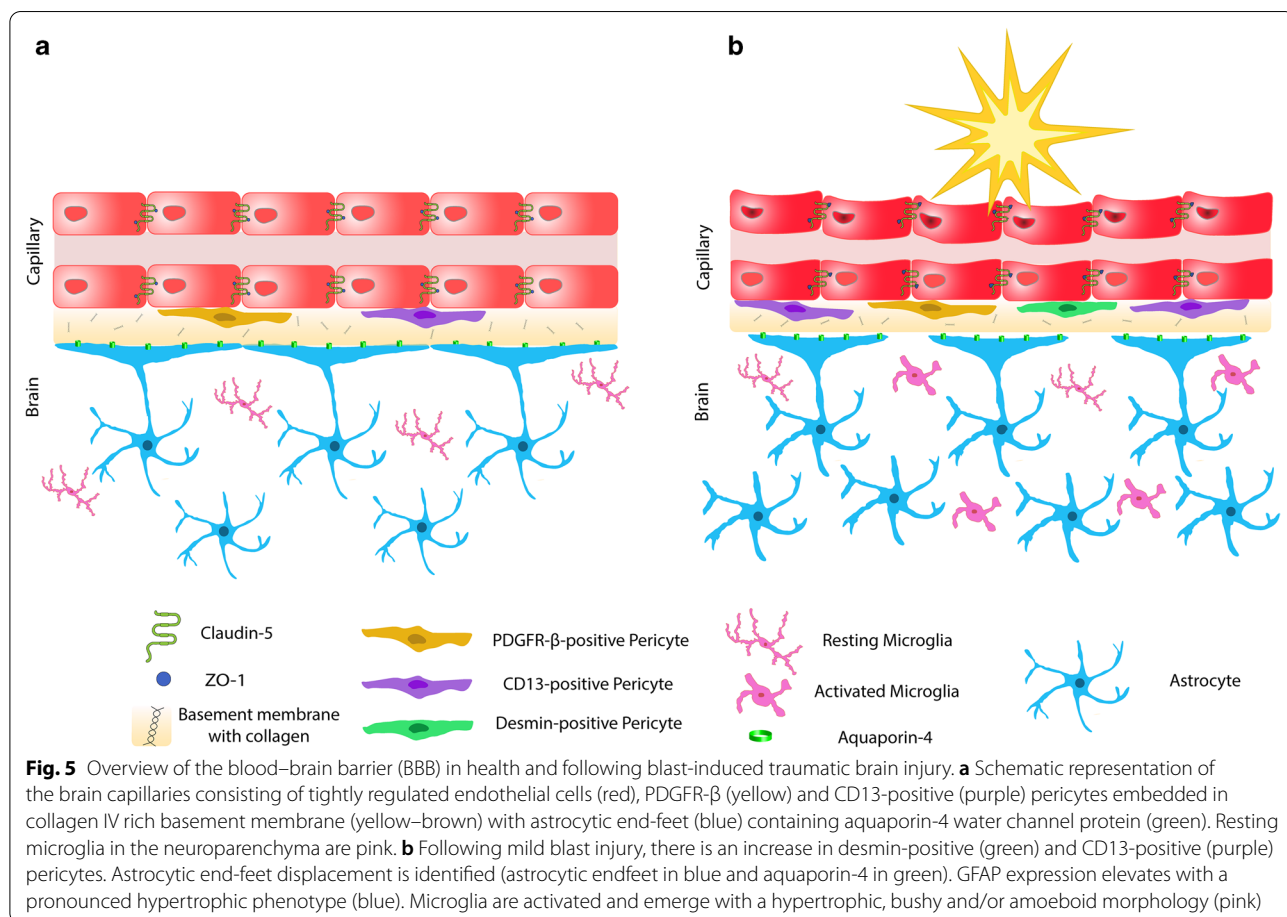 a
b
Capillary
Brain
Capillary
Brain
Claudin-5
ZO-1
Basement membrane
with collagen
PDGFR-β-positive Pericyte
CD13-positive Pericyte
Desmin-positive Pericyte
Resting Microglia
Activated Microglia
Aquaporin-4
Astrocyte
Fig. 5 Overview of the blood–brain barrier (BBB) in health and following blast-induced traumatic brain injury. a Schematic representation of
the brain capillaries consisting of tightly regulated endothelial cells (red), PDGFR-β (yellow) and CD13-positive (purple) pericytes embedded in
collagen IV rich basement membrane (yellow–brown) with astrocytic end-feet (blue) containing aquaporin-4 water channel protein (green). Resting
microglia in the neuroparenchyma are pink. b Following mild blast injury, there is an increase in desmin-positive (green) and CD13-positive (purple)
pericytes. Astrocytic end-feet displacement is identified (astrocytic endfeet in blue and aquaporin-4 in green). GFAP expression elevates with a
pronounced hypertrophic phenotype (blue). Microglia are activated and emerge with a hypertrophic, bushy and/or amoeboid morphology (pink)